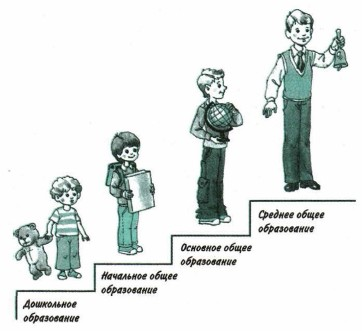 Среднее общее
образование
Основное общее
образование
Начальное общее
образование
Дошкольное
образование